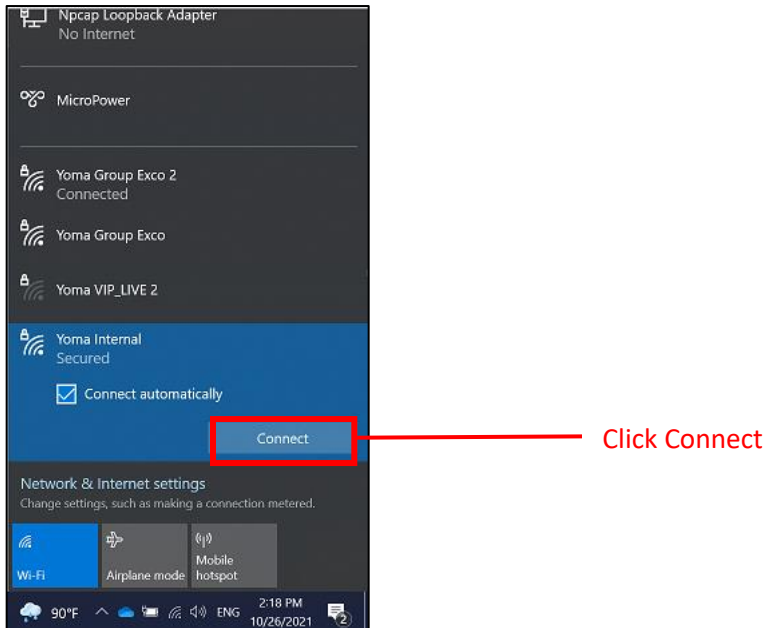 Npcap Loopback Adapter
No Internet
MicroPower
Yoma Group Exco 2
Connected
Yoma Group Exco
Yoma VIP_LIVE 2
Yoma Internal
Secured
Connect automatically
Connect
Click Connect
Network & Internet settings
Change settings, such as making a connection metered.
Wi-Fi
Airplane mode
Mobile
hotspot
90°F
ENG
2:18 PM
10/26/2021
2